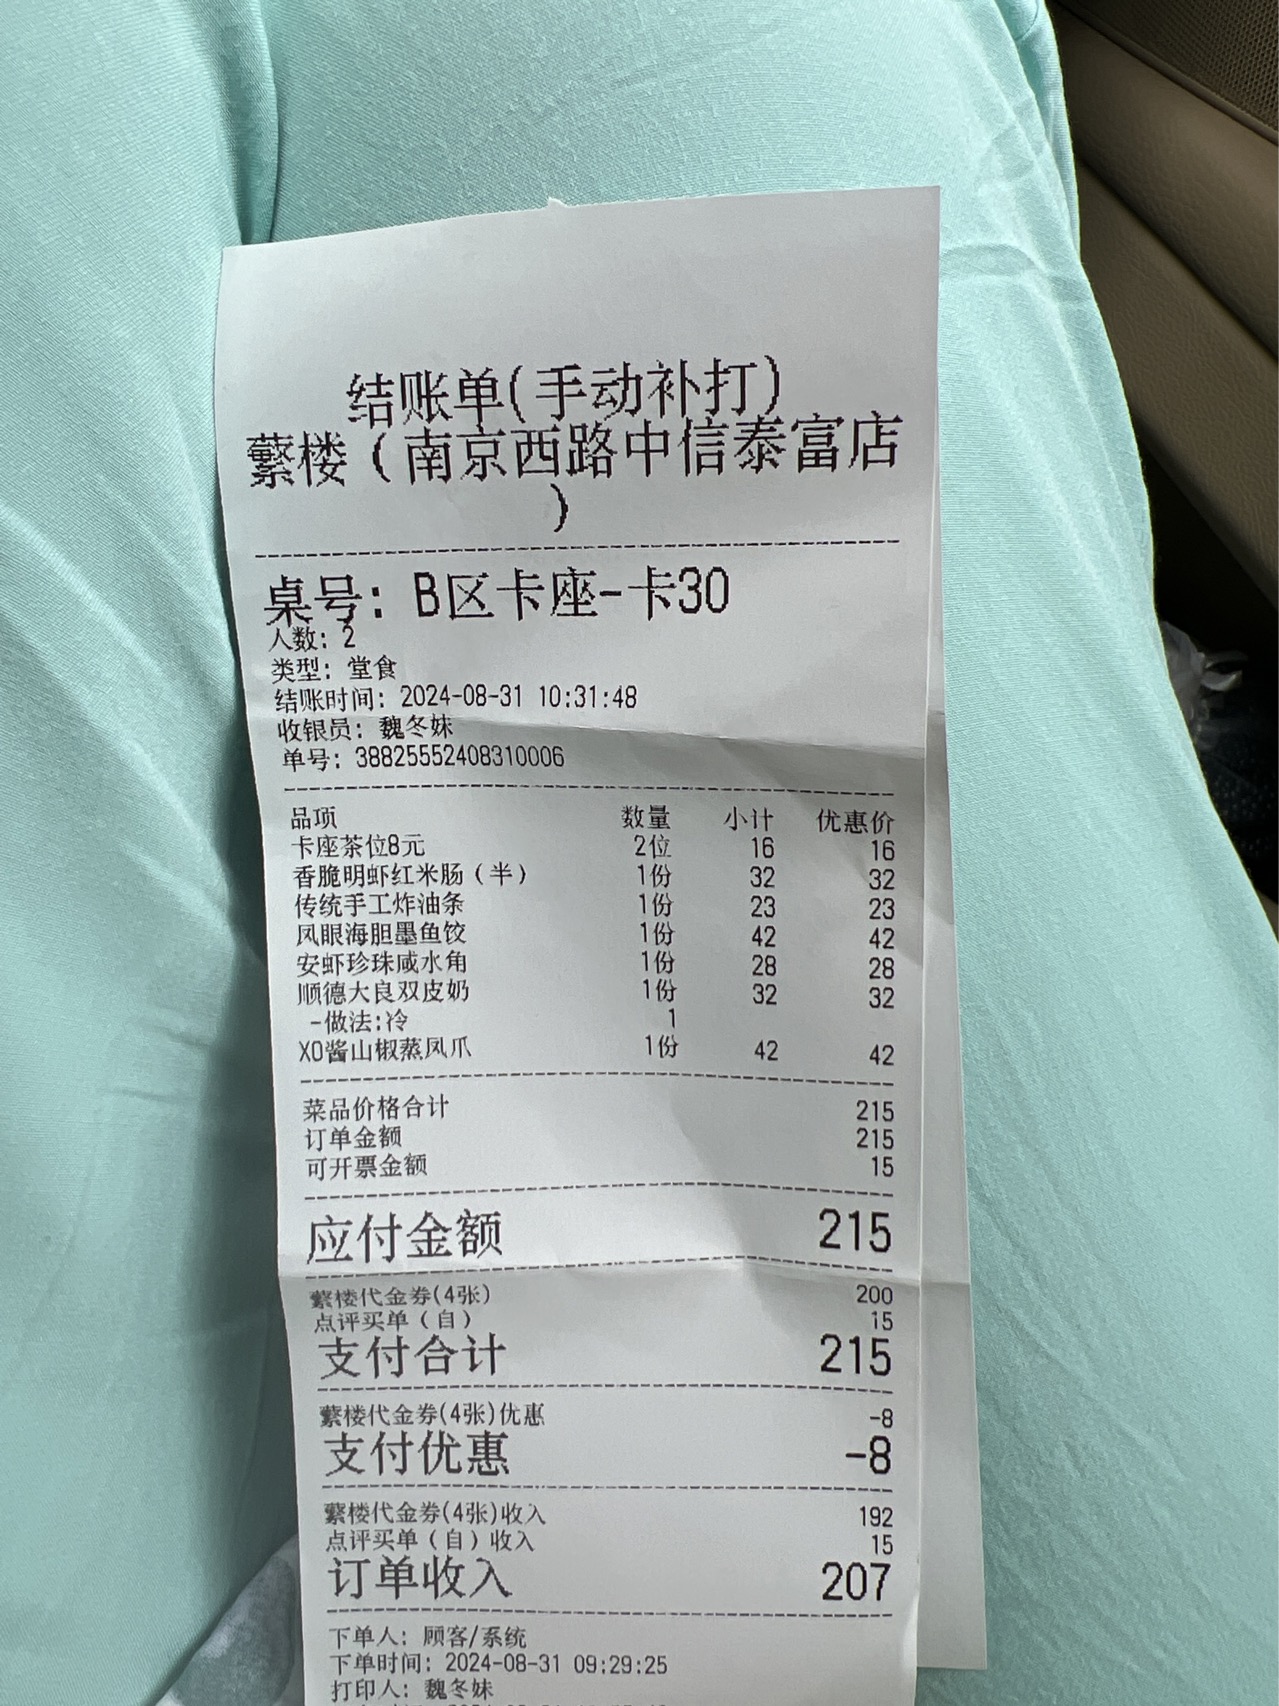 结账单(手动补打)
蘩楼（南京西路中信泰富店
）
桌号: B区卡座-卡30
人数: 2
类型: 堂食
结账时间: 2024-08-31 10:31:48
收银员: 魏冬妹
单号: 38825552408310006
品项 数量 小计 优惠价
卡座茶位8元 2位 16 16
香脆明虾红米肠（半） 1份 32 32
传统手工炸油条 1份 23 23
凤眼海胆墨鱼饺 1份 42 42
安虾珍珠咸水角 1份 28 28
顺德大良双皮奶 1份 32 32
-做法:冷 1
XO酱山椒蒸凤爪 1份 42 42
菜品价格合计 215
订单金额 215
可开票金额 15
应付金额 215
蘩楼代金券(4张) 200
点评买单（自） 15
支付合计 215
蘩楼代金券(4张)优惠 -8
支付优惠 -8
蘩楼代金券(4张)收入 192
点评买单（自）收入 15
订单收入 207
下单人: 顾客/系统
下单时间: 2024-08-31 09:29:25
打印人: 魏冬妹